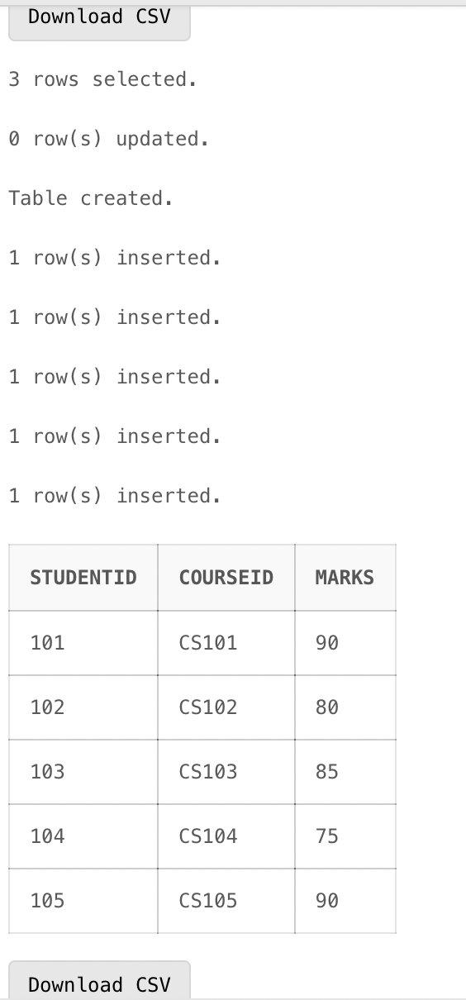 Download CSV
3 rows selected.
0 row(s) updated.
Table created.
1 row(s) inserted.
1 row(s) inserted.
1 row(s) inserted.
1 row(s) inserted.
1 row(s) inserted.
STUDENTID COURSEID MARKS
101 CS101 90
102 CS102 80
103 CS103 85
104 CS104 75
105 CS105 90
Download CSV